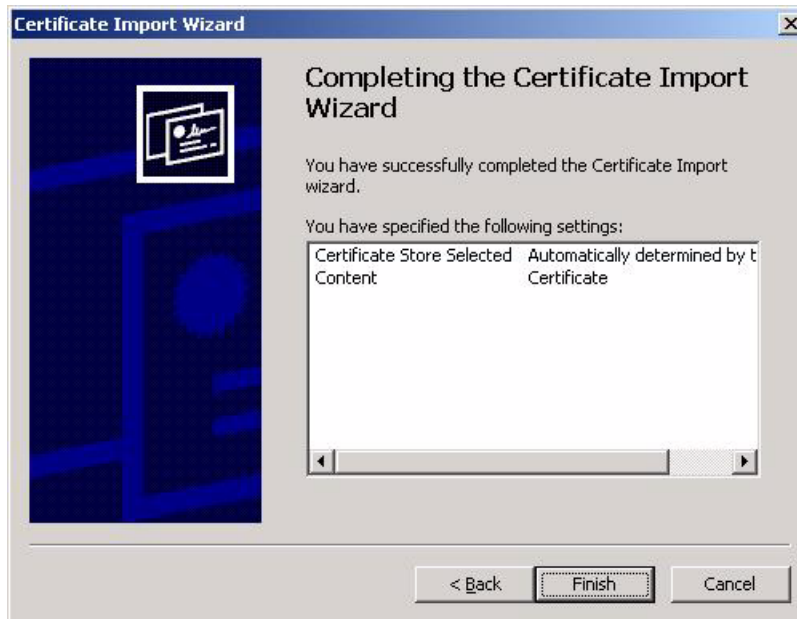 Certificate Import Wizard
Completing the Certificate Import
Wizard
You have successfully completed the Certificate Import
wizard.
You have specified the following settings:
Certificate Store Selected Automatically determined by t
Content Certificate
< Back Finish Cancel